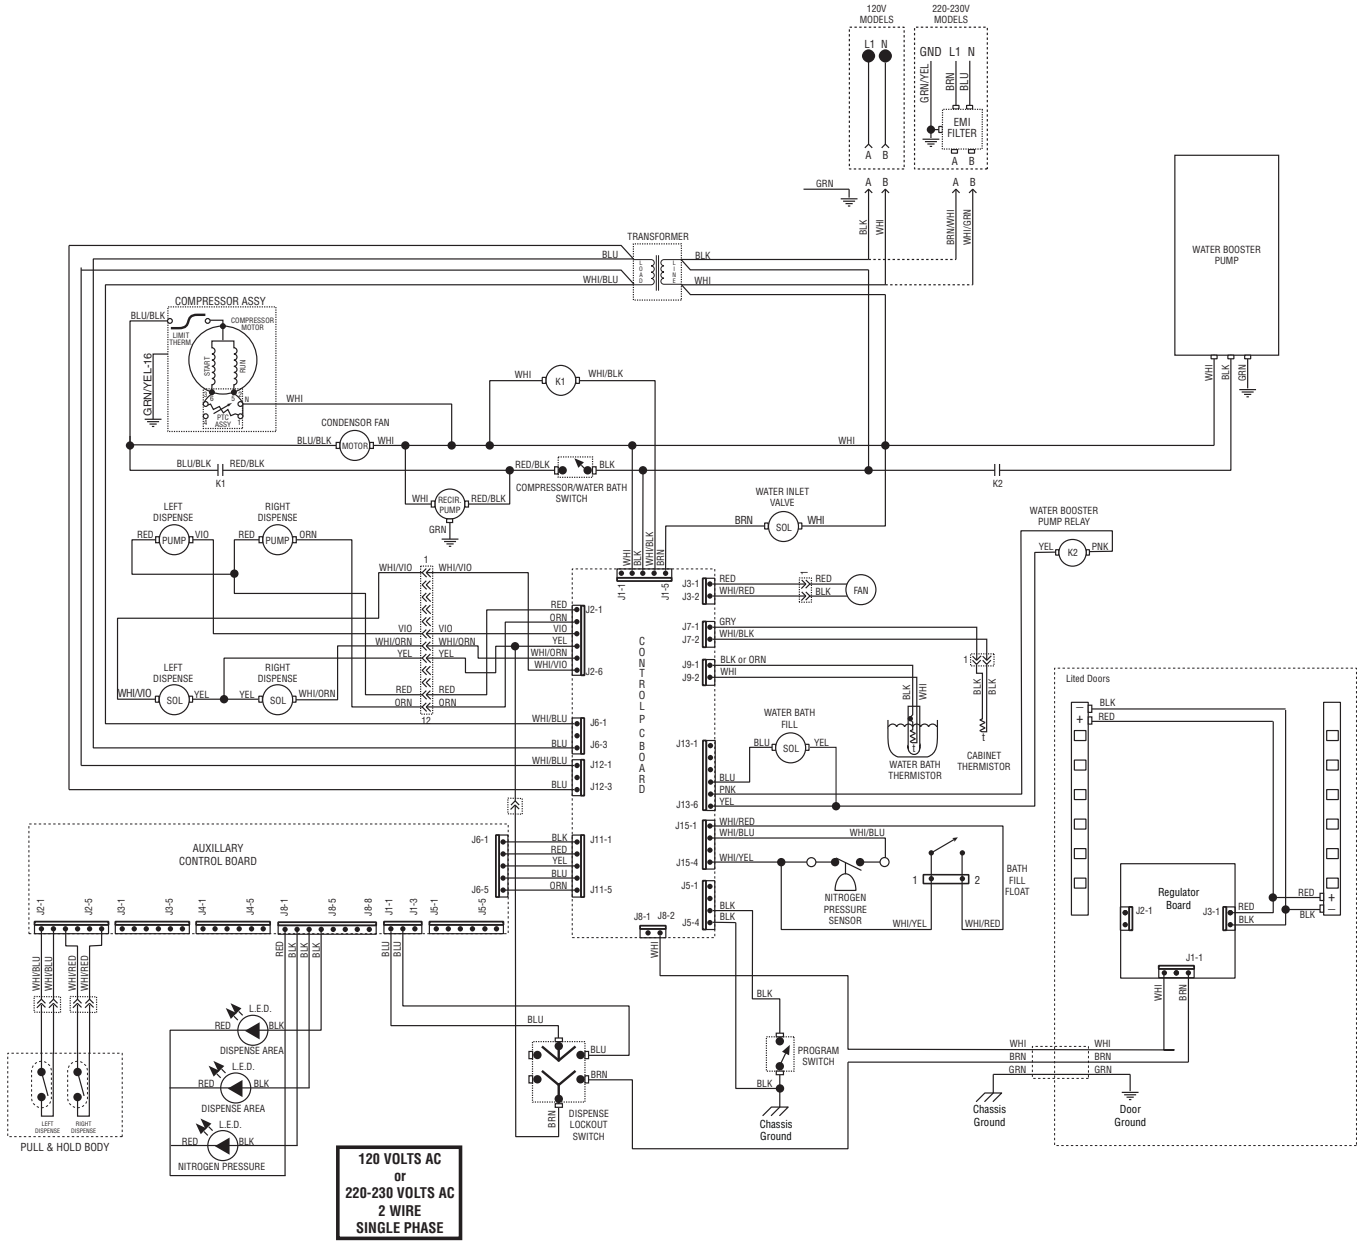 120V
MODELS
220-230V
MODELS
L1 N
GND L1 N
GRN/YEL
BRN
BLU
EMI
FILTER
A B
A B
GRN
A B
A B
BLK
WHI
BRN/WHI
WHI/GRN
WATER BOOSTER
PUMP
WHI
BLK
GRN
TRANSFORMER
BLU
LOAD
LINE
BLK
WHI/BLU
WHI
COMPRESSOR ASSY
BLU/BLK
LIMIT
THERM.
COMPRESSOR
MOTOR
START
RUN
GRN/YEL-16
3 6 5 2 N
PTC
ASSY
4 1
WHI
WHI
K1
WHI/BLK
CONDENSOR FAN
BLU/BLK
MOTOR
WHI
WHI
BLU/BLK
RED/BLK
K1
RED/BLK
BLK
COMPRESSOR/WATER BATH
SWITCH
K2
WHI
RECIR.
PUMP
RED/BLK
GRN
WATER INLET
VALVE
BRN
SOL
WHI
WATER BOOSTER
PUMP RELAY
YEL
K2
PNK
LEFT
DISPENSE
RIGHT
DISPENSE
RED
PUMP
VIO
RED
PUMP
ORN
WHI
BLK
WHI/BLK
BRN
J1-1
J1-5
1
WHI/VIO
WHI/VIO
VIO
VIO
WHI/ORN
WHI/ORN
YEL
YEL
RED
RED
ORN
ORN
12
LEFT
DISPENSE
RIGHT
DISPENSE
WHI/VIO
SOL
YEL
YEL
SOL
WHI/ORN
RED
J2-1
ORN
VIO
YEL
WHI/ORN
WHI/VIO
J2-6
WHI/BLU
J6-1
BLU
J6-3
WHI/BLU
J12-1
BLU
J12-3
CONTROL PC BOARD
J3-1
RED
J3-2
WHI/RED
1
RED
BLK
FAN
J7-1
GRY
J7-2
WHI/BLK
J9-1
BLK or ORN
J9-2
WHI
BLK
WHI
t
WATER BATH
THERMISTOR
1
BLK
BLK
t
CABINET
THERMISTOR
WATER BATH
FILL
BLU
SOL
YEL
J13-1
BLU
PNK
J13-6
YEL
J15-1
WHI/RED
WHI/BLU
WHI/BLU
J15-4
WHI/YEL
NITROGEN
PRESSURE
SENSOR
1
2
BATH
FILL
FLOAT
WHI/YEL
WHI/RED
J5-1
BLK
J5-4
BLK
J8-1 J8-2
WHI
AUXILLARY
CONTROL BOARD
J6-1
J6-5
BLK
J11-1
RED
YEL
BLU
ORN
J11-5
J2-1
J2-5
J3-1
J3-5
J4-1
J4-5
J8-1
J8-5
J8-8
J1-1
J1-3
J5-1
J5-5
WHI/BLU
WHI/BLU
WHI/RED
WHI/RED
RED
BLK
BLK
BLK
BLU
BLU
LEFT
DISPENSE
RIGHT
DISPENSE
PULL & HOLD BODY
L.E.D.
RED
BLK
DISPENSE AREA
L.E.D.
RED
BLK
DISPENSE AREA
L.E.D.
RED
BLK
NITROGEN PRESSURE
BLU
BLU
BRN
BRN
DISPENSE
LOCKOUT
SWITCH
BLK
PROGRAM
SWITCH
BLK
Chassis
Ground
WHI
WHI
BRN
BRN
GRN
GRN
Chassis
Ground
Door
Ground
Lited Doors
–
+
BLK
RED
Regulator
Board
J2-1
J3-1
RED
BLK
J1-1
WHI
BRN
RED
+
BLK
–
120 VOLTS AC
or
220-230 VOLTS AC
2 WIRE
SINGLE PHASE